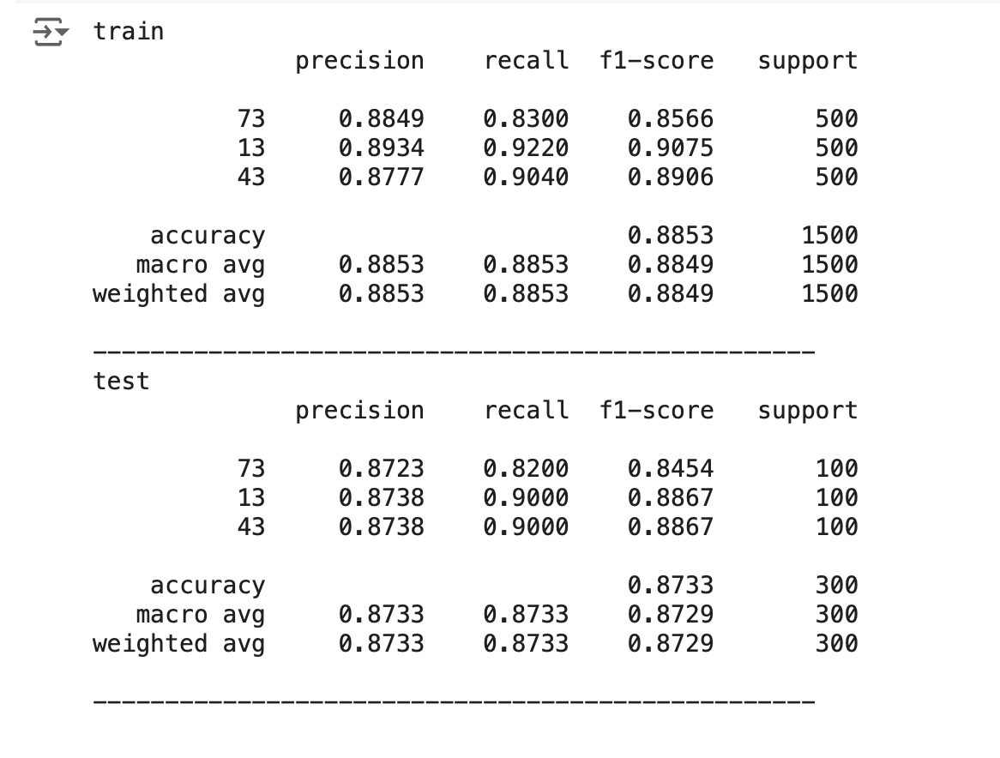 train
precision recall f1-score support
73 0.8849 0.8300 0.8566 500
13 0.8934 0.9220 0.9075 500
43 0.8777 0.9040 0.8906 500
accuracy 0.8853 1500
macro avg 0.8853 0.8853 0.8849 1500
weighted avg 0.8853 0.8853 0.8849 1500
--------------------------------------------------
test
precision recall f1-score support
73 0.8723 0.8200 0.8454 100
13 0.8738 0.9000 0.8867 100
43 0.8738 0.9000 0.8867 100
accuracy 0.8733 300
macro avg 0.8733 0.8733 0.8729 300
weighted avg 0.8733 0.8733 0.8729 300
--------------------------------------------------